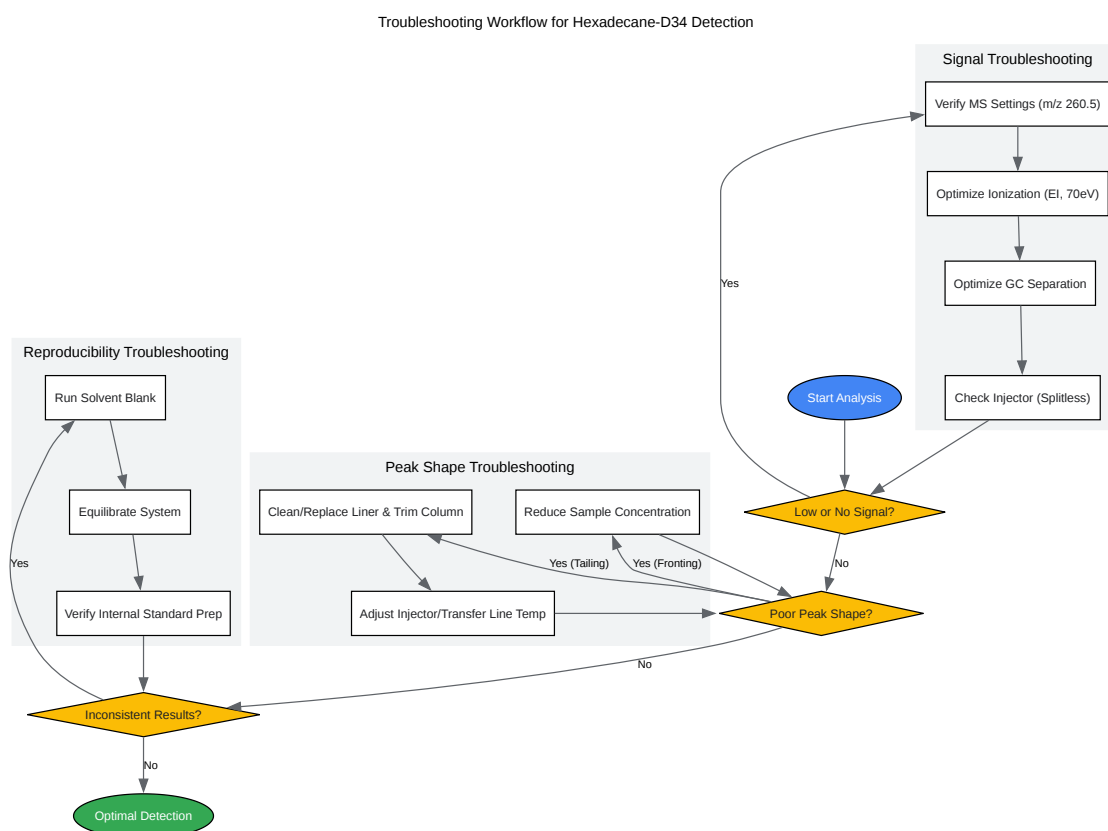 Troubleshooting Workflow for Hexadecane-D34 Detection
Signal Troubleshooting
Verify MS Settings (m/z 260.5)
Optimize Ionization (EI, 70eV)
Optimize GC Separation
Check Injector (Splitless)
Yes
Start Analysis
Low or No Signal?
No
Reproducibility Troubleshooting
Run Solvent Blank
Equilibrate System
Verify Internal Standard Prep
Yes
Peak Shape Troubleshooting
Clean/Replace Liner & Trim Column
Reduce Sample Concentration
Yes (Tailing)
Yes (Fronting)
Adjust Injector/Transfer Line Temp
Poor Peak Shape?
No
Inconsistent Results?
No
Optimal Detection